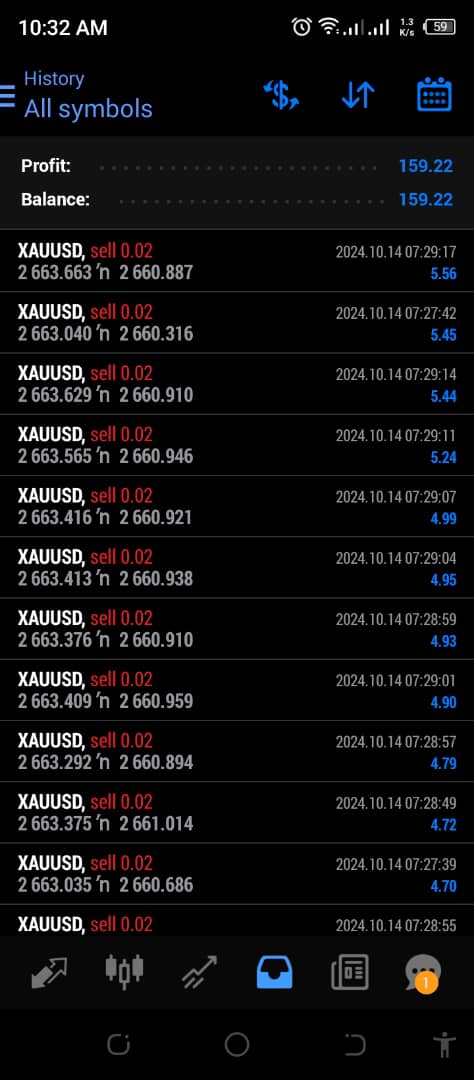 10:32 AM
1.3 K/s 59
History
All symbols
Profit: 159.22
Balance: 159.22
XAUUSD, sell 0.02 2024.10.14 07:29:17
2 663.663 ’n 2 660.887 5.56
XAUUSD, sell 0.02 2024.10.14 07:27:42
2 663.040 ’n 2 660.316 5.45
XAUUSD, sell 0.02 2024.10.14 07:29:14
2 663.629 ’n 2 660.910 5.44
XAUUSD, sell 0.02 2024.10.14 07:29:11
2 663.565 ’n 2 660.946 5.24
XAUUSD, sell 0.02 2024.10.14 07:29:07
2 663.416 ’n 2 660.921 4.99
XAUUSD, sell 0.02 2024.10.14 07:29:04
2 663.413 ’n 2 660.938 4.95
XAUUSD, sell 0.02 2024.10.14 07:28:59
2 663.376 ’n 2 660.910 4.93
XAUUSD, sell 0.02 2024.10.14 07:29:01
2 663.409 ’n 2 660.959 4.90
XAUUSD, sell 0.02 2024.10.14 07:28:57
2 663.292 ’n 2 660.894 4.79
XAUUSD, sell 0.02 2024.10.14 07:28:49
2 663.375 ’n 2 661.014 4.72
XAUUSD, sell 0.02 2024.10.14 07:27:39
2 663.035 ’n 2 660.686 4.70
XAUUSD, sell 0.02 2024.10.14 07:28:55
1